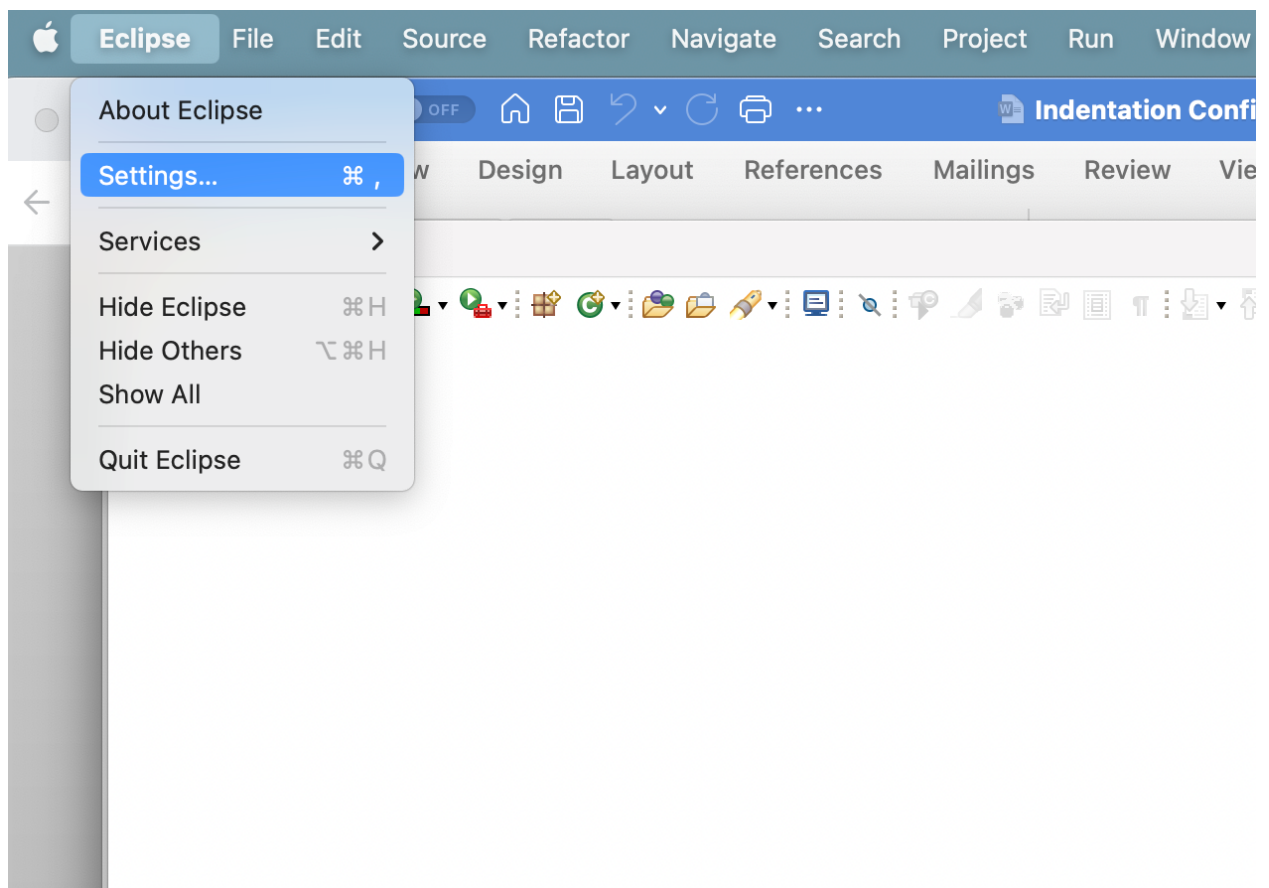 Eclipse File Edit Source Refactor Navigate Search Project Run Window
About Eclipse
OFF
Indentation Confi
Settings... ⌘ ,
w Design Layout References Mailings Review Vie
Services
Hide Eclipse ⌘H
Hide Others ⌥⌘H
Show All
Quit Eclipse ⌘Q